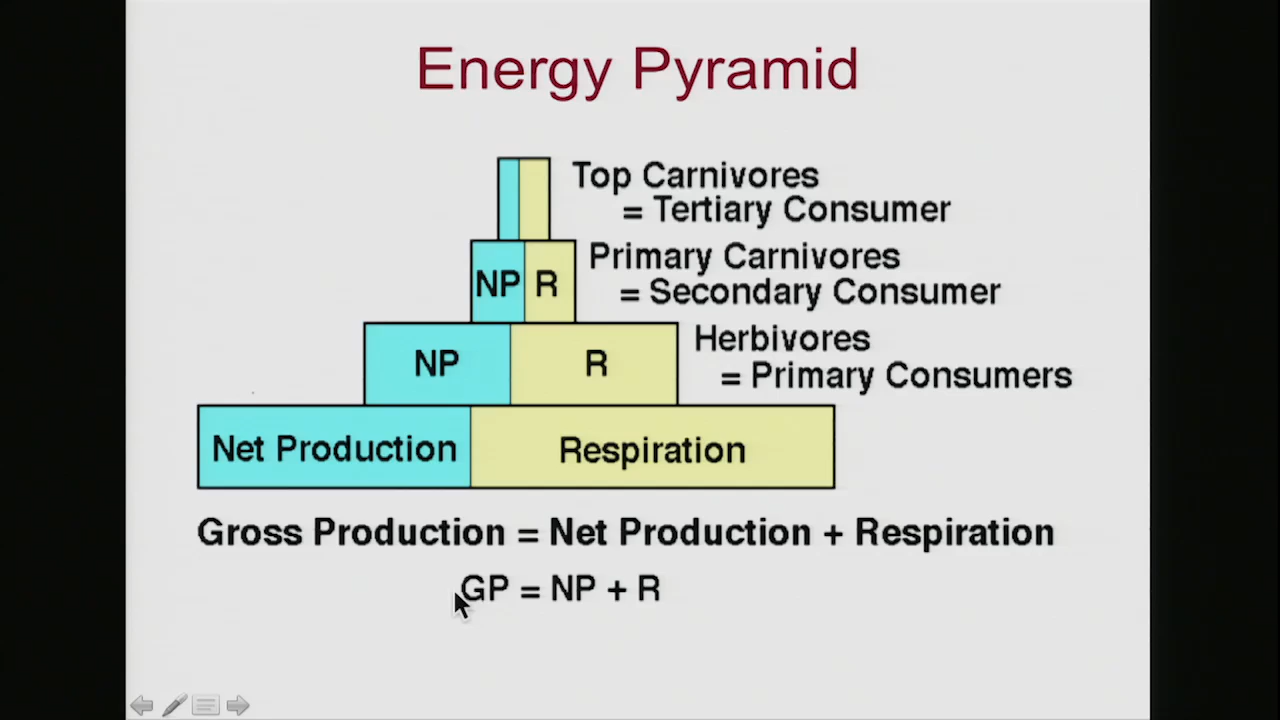 Energy Pyramid
Top Carnivores
= Tertiary Consumer
Primary Carnivores
= Secondary Consumer
NP R
Herbivores
= Primary Consumers
NP R
Net Production Respiration
Gross Production = Net Production + Respiration
GP = NP + R